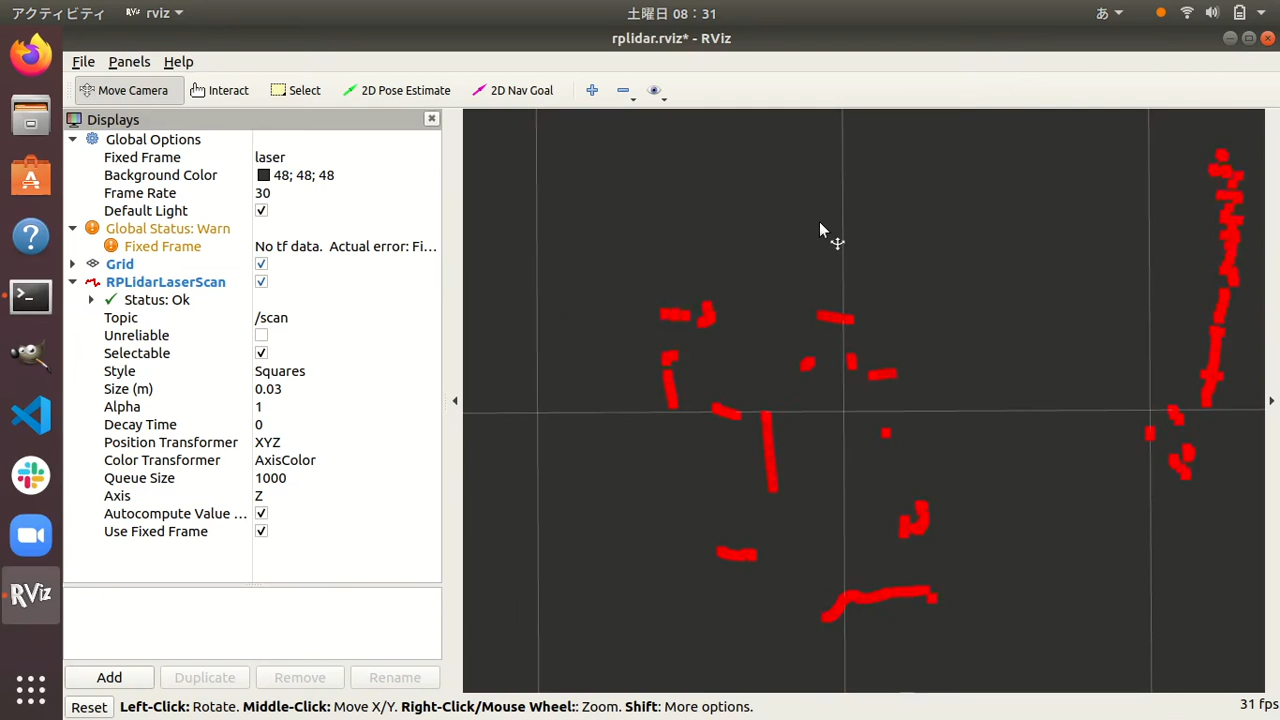 アクティビティ RViz rviz 土曜日 08：31 あ
rplidar.rviz* - RViz
File Panels Help
Move Camera Interact Select 2D Pose Estimate 2D Nav Goal
Displays
Global Options
Fixed Frame laser
Background Color 48; 48; 48
Frame Rate 30
Default Light
Global Status: Warn
Fixed Frame No tf data.  Actual error: Fi...
Grid
RPLidarLaserScan
Status: Ok
Topic /scan
Unreliable
Selectable
Style Squares
Size (m) 0.03
Alpha 1
Decay Time 0
Position Transformer XYZ
Color Transformer AxisColor
Queue Size 1000
Axis Z
Autocompute Value ...
Use Fixed Frame
RViz
Add Duplicate Remove Rename
Reset Left-Click: Rotate. Middle-Click: Move X/Y. Right-Click/Mouse Wheel:: Zoom. Shift: More options. 31 fps